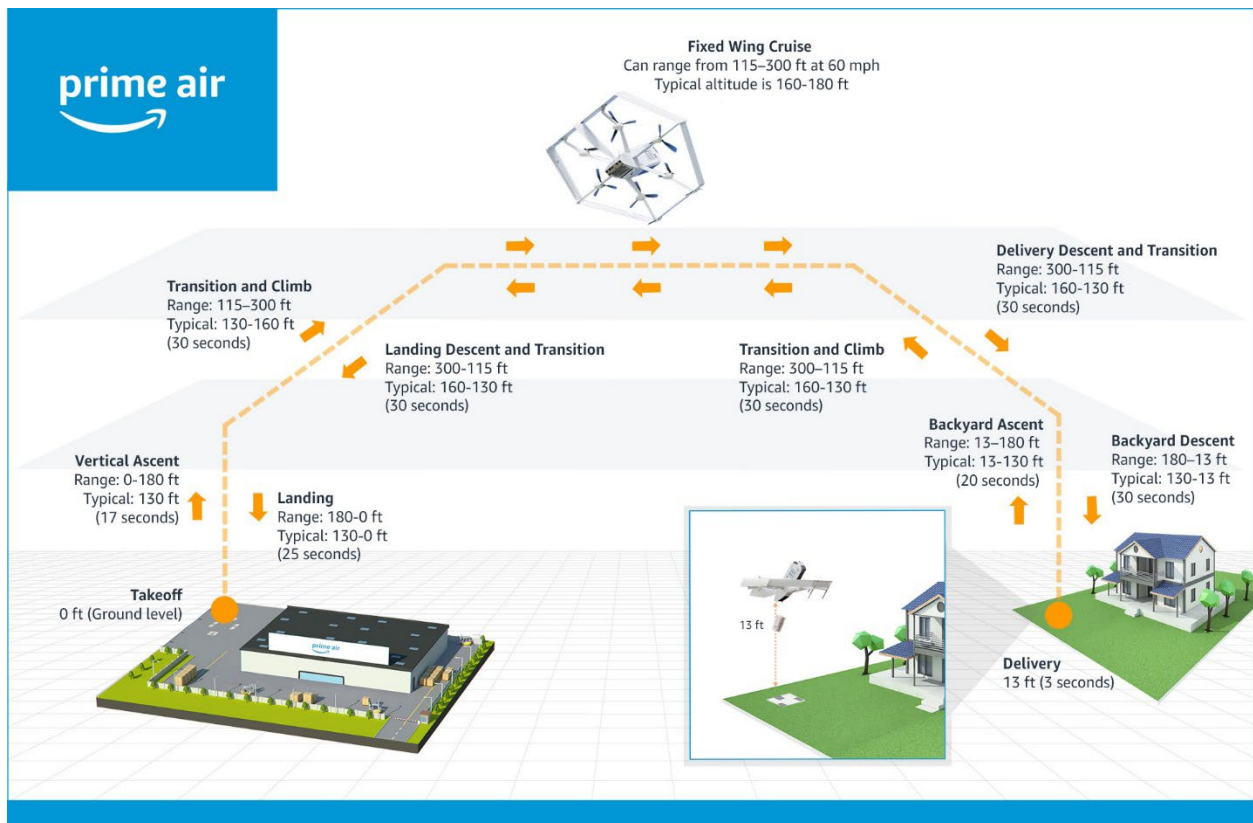 prime air
Fixed Wing Cruise
Can range from 115–300 ft at 60 mph
Typical altitude is 160-180 ft
Transition and Climb
Range: 115–300 ft
Typical: 130-160 ft
(30 seconds)
Delivery Descent and Transition
Range: 300-115 ft
Typical: 160-130 ft
(30 seconds)
Landing Descent and Transition
Range: 300-115 ft
Typical: 160-130 ft
(30 seconds)
Transition and Climb
Range: 300–115 ft
Typical: 160-130 ft
(30 seconds)
Vertical Ascent
Range: 0-180 ft
Typical: 130 ft
(17 seconds)
Landing
Range: 180-0 ft
Typical: 130-0 ft
(25 seconds)
Backyard Ascent
Range: 13–180 ft
Typical: 13-130 ft
(20 seconds)
Backyard Descent
Range: 180–13 ft
Typical: 130-13 ft
(30 seconds)
Takeoff
0 ft (Ground level)
prime air
13 ft
Delivery
13 ft (3 seconds)